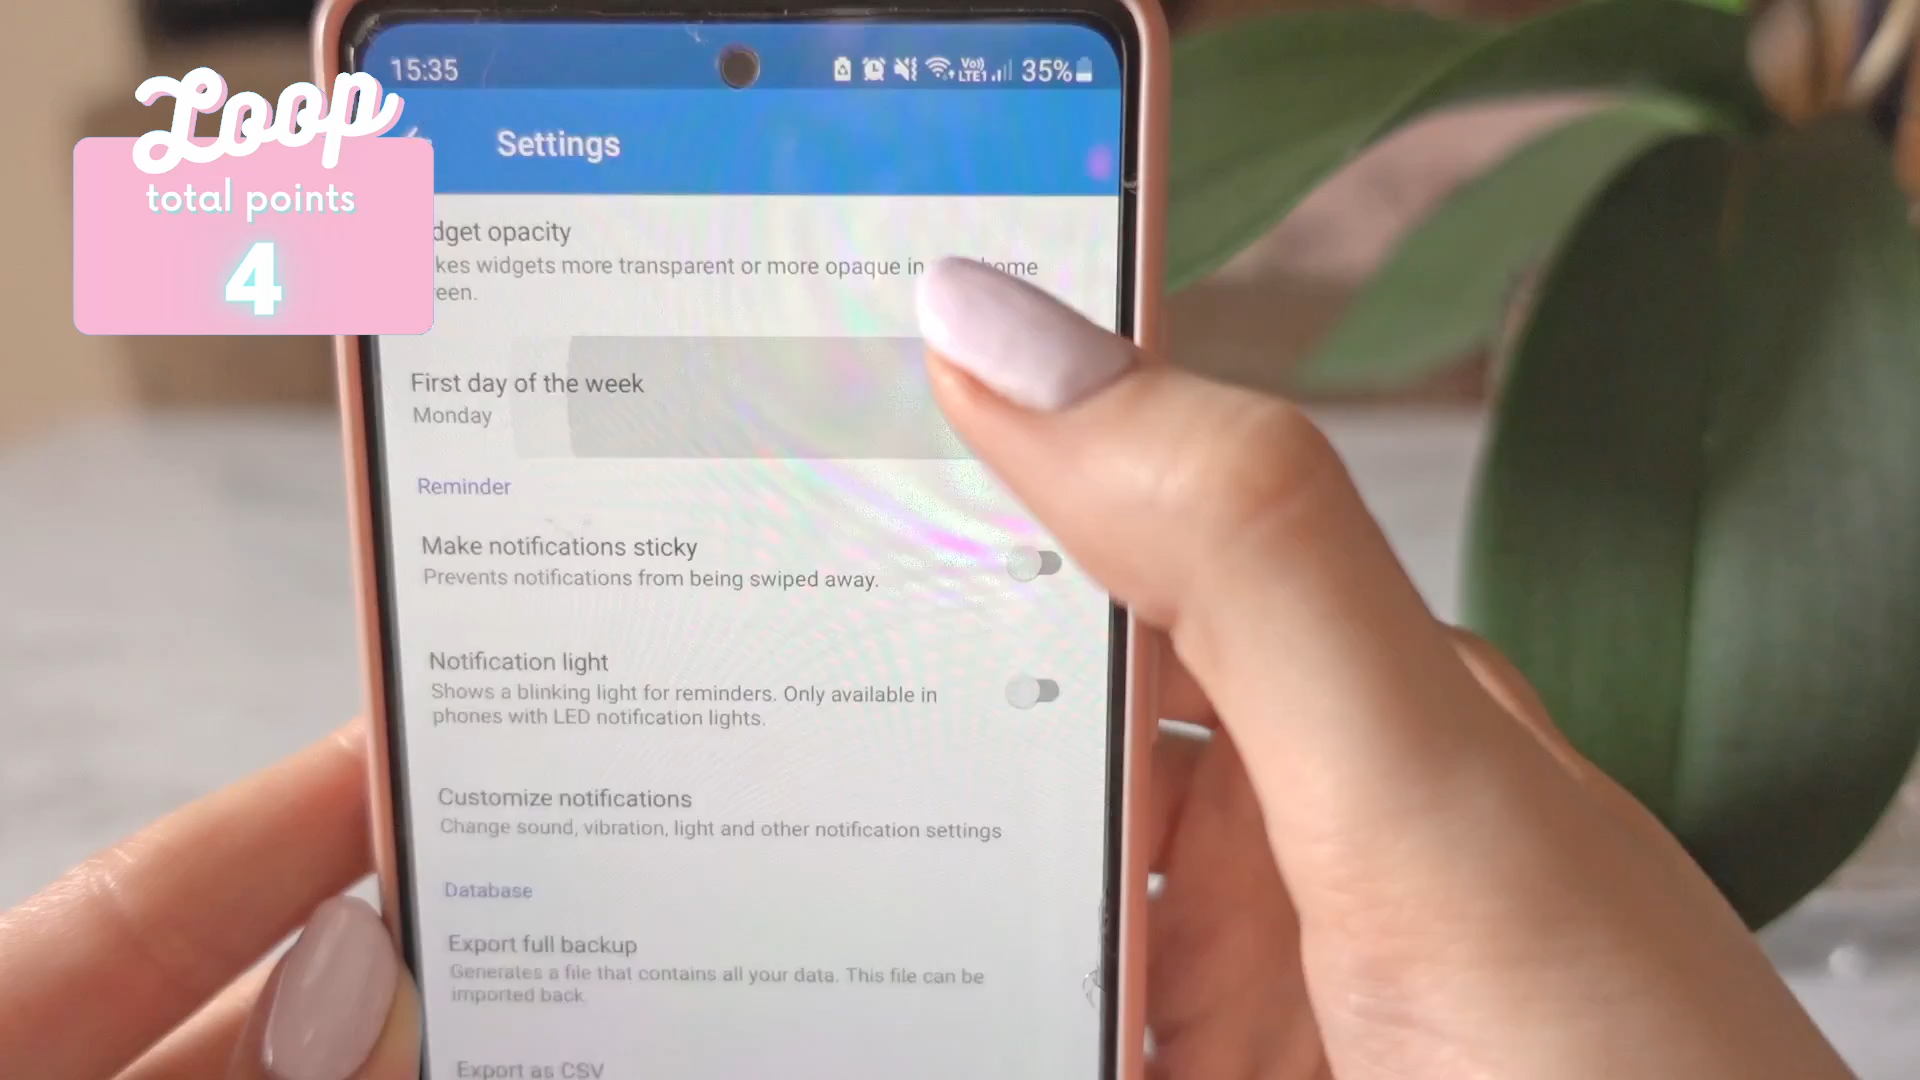 15:35
Vo))
LTE1
35%
Loop
total points
4
Settings
dget opacity
kes widgets more transparent or more opaque in home
een.
First day of the week
Monday
Reminder
Make notifications sticky
Prevents notifications from being swiped away.
Notification light
Shows a blinking light for reminders. Only available in
phones with LED notification lights.
Customize notifications
Change sound, vibration, light and other notification settings
Database
Export full backup
Generates a file that contains all your data. This file can be
imported back
Export as CSV